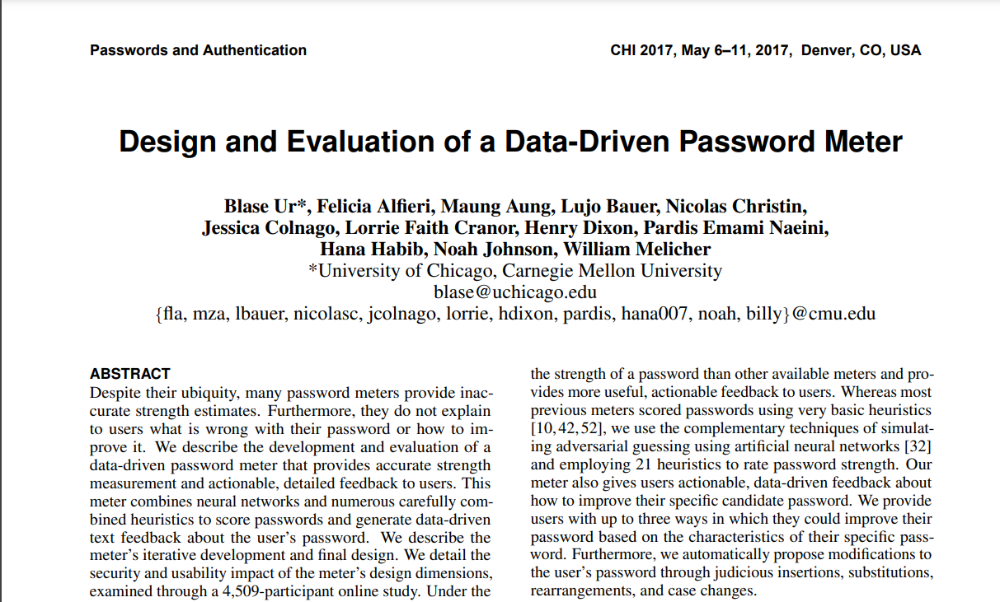 Passwords and Authentication
CHI 2017, May 6–11, 2017, Denver, CO, USA
Design and Evaluation of a Data-Driven Password Meter
Blase Ur*, Felicia Alfieri, Maung Aung, Lujo Bauer, Nicolas Christin,
Jessica Colnago, Lorrie Faith Cranor, Henry Dixon, Pardis Emami Naeini,
Hana Habib, Noah Johnson, William Melicher
*University of Chicago, Carnegie Mellon University
blase@uchicago.edu
{fla, mza, lbauer, nicolasc, jcolnago, lorrie, hdixon, pardis, hana007, noah, billy}@cmu.edu
ABSTRACT
Despite their ubiquity, many password meters provide inac-
curate strength estimates. Furthermore, they do not explain
to users what is wrong with their password or how to im-
prove it. We describe the development and evaluation of a
data-driven password meter that provides accurate strength
measurement and actionable, detailed feedback to users. This
meter combines neural networks and numerous carefully com-
bined heuristics to score passwords and generate data-driven
text feedback about the user's password. We describe the
meter's iterative development and final design. We detail the
security and usability impact of the meter's design dimensions,
examined through a 4,509-participant online study. Under the
the strength of a password than other available meters and pro-
vides more useful, actionable feedback to users. Whereas most
previous meters scored passwords using very basic heuristics
[10, 42, 52], we use the complementary techniques of simulat-
ing adversarial guessing using artificial neural networks [32]
and employing 21 heuristics to rate password strength. Our
meter also gives users actionable, data-driven feedback about
how to improve their specific candidate password. We provide
users with up to three ways in which they could improve their
password based on the characteristics of their specific pass-
word. Furthermore, we automatically propose modifications to
the user's password through judicious insertions, substitutions,
rearrangements, and case changes.